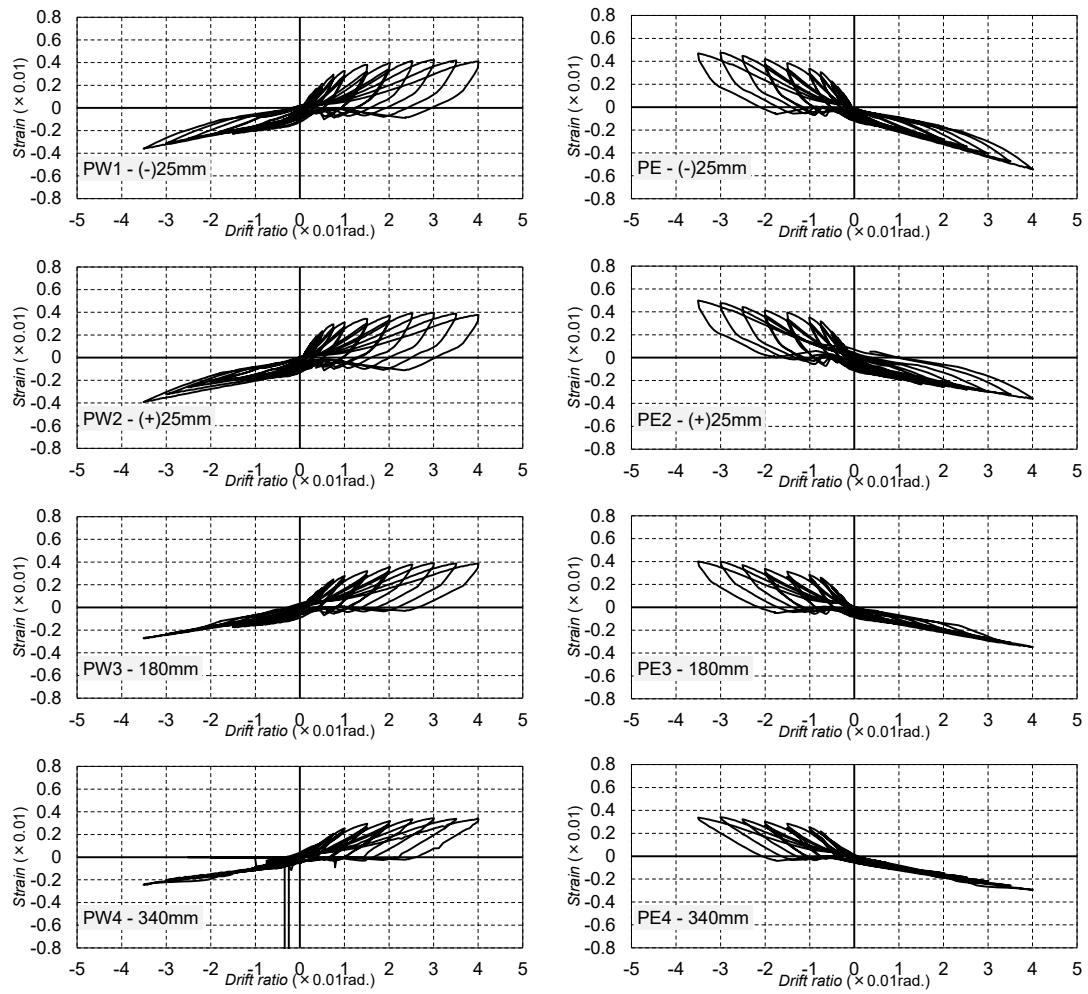 0.8
0.6
0.4
0.2
0
-0.2
-0.4
-0.6
-0.8
Strain (×0.01)
PW1 - (-)25mm
-5 -4 -3 -2 -1 0 1 2 3 4 5
Drift ratio (×0.01rad.)
0.8
0.6
0.4
0.2
0
-0.2
-0.4
-0.6
-0.8
Strain (×0.01)
PE - (-)25mm
-5 -4 -3 -2 -1 0 1 2 3 4 5
Drift ratio (×0.01rad.)
0.8
0.6
0.4
0.2
0
-0.2
-0.4
-0.6
-0.8
Strain (×0.01)
PW2 - (+)25mm
-5 -4 -3 -2 -1 0 1 2 3 4 5
Drift ratio (×0.01rad.)
0.8
0.6
0.4
0.2
0
-0.2
-0.4
-0.6
-0.8
Strain (×0.01)
PE2 - (+)25mm
-5 -4 -3 -2 -1 0 1 2 3 4 5
Drift ratio (×0.01rad.)
0.8
0.6
0.4
0.2
0
-0.2
-0.4
-0.6
-0.8
Strain (×0.01)
PW3 - 180mm
-5 -4 -3 -2 -1 0 1 2 3 4 5
Drift ratio (×0.01rad.)
0.8
0.6
0.4
0.2
0
-0.2
-0.4
-0.6
-0.8
Strain (×0.01)
PE3 - 180mm
-5 -4 -3 -2 -1 0 1 2 3 4 5
Drift ratio (×0.01rad.)
0.8
0.6
0.4
0.2
0
-0.2
-0.4
-0.6
-0.8
Strain (×0.01)
PW4 - 340mm
-5 -4 -3 -2 -1 0 1 2 3 4 5
Drift ratio (×0.01rad.)
0.8
0.6
0.4
0.2
0
-0.2
-0.4
-0.6
-0.8
Strain (×0.01)
PE4 - 340mm
-5 -4 -3 -2 -1 0 1 2 3 4 5
Drift ratio (×0.01rad.)